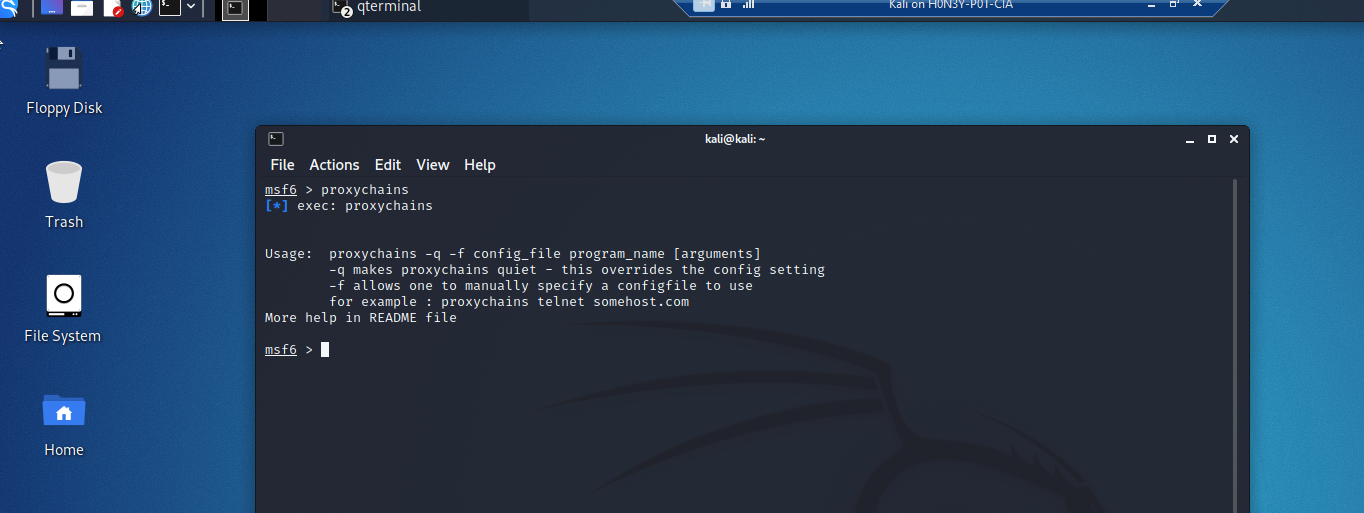 qterminal
2
Kali on H0N3Y-P0T-CIA
Floppy Disk
Trash
File System
Home
kali@kali: ~
File Actions Edit View Help
msf6 > proxychains
[*] exec: proxychains
Usage: proxychains -q -f config_file program_name [arguments]
-q makes proxychains quiet - this overrides the config setting
-f allows one to manually specify a configfile to use
for example : proxychains telnet somehost.com
More help in README file
msf6 >